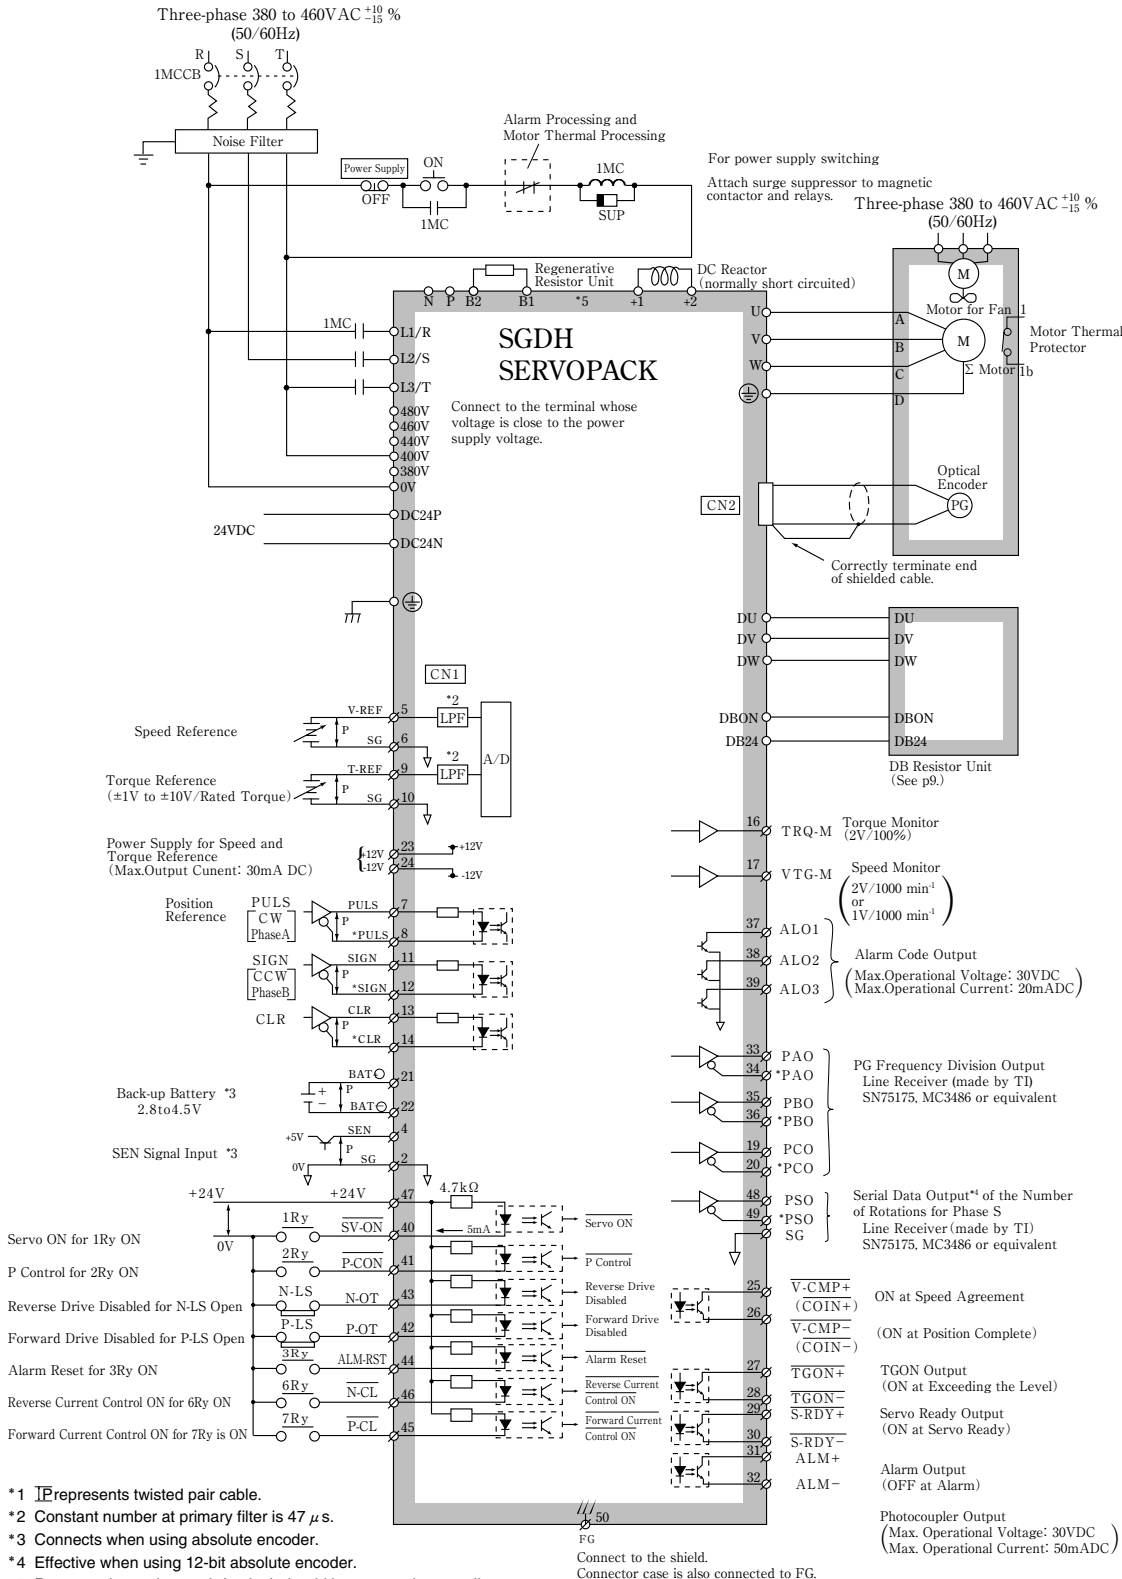 Three-phase 380 to 460VAC +10 −15 %
(50/60Hz)
R S T
1MCCB
Noise Filter
Alarm Processing and
Motor Thermal Processing
Power Supply
ON
OFF
1MC
1MC
SUP
For power supply switching
Attach surge suppressor to magnetic
contactor and relays.
Three-phase 380 to 460VAC +10 −15 %
(50/60Hz)
Regenerative
Resistor Unit
DC Reactor
(normally short circuited)
N P B2 B1 *5 +1 +2
M
Motor for Fan
1
1b
M
Σ Motor
Motor Thermal
Protector
1MC
L1/R
L2/S
L3/T
SGDH
SERVOPACK
U
V
W
A
B
C
D
480V
460V
440V
400V
380V
0V
Connect to the terminal whose
voltage is close to the power
supply voltage.
24VDC
DC24P
DC24N
CN2
Optical
Encoder
PG
Correctly terminate end
of shielded cable.
DU
DV
DW
DBON
DB24
DU
DV
DW
DBON
DB24
DB Resistor Unit
(See p9.)
CN1
Speed Reference
V-REF 5
P
SG 6
*2
LPF
A/D
Torque Reference
(±1V to ±10V/Rated Torque)
T-REF 9
P
SG 10
*2
LPF
Power Supply for Speed and
Torque Reference
(Max.Output Cunent: 30mA DC)
+12V 23
-12V 24
+12V
-12V
Position
Reference
PULS
CW
PhaseA
PULS 7
P
*PULS 8
SIGN
CCW
PhaseB
SIGN 11
P
*SIGN 12
CLR
CLR 13
P
*CLR 14
Back-up Battery *3
2.8to4.5V
+
−
BAT⊕ 21
P
BAT⊖ 22
SEN Signal Input *3
+5V
0V
SEN 4
P
SG 2
+24V
0V
+24V 47
4.7kΩ
5mA
Servo ON for 1Ry ON
1Ry
SV-ON 40
Servo ON
P Control for 2Ry ON
2Ry
P-CON 41
P Control
Reverse Drive Disabled for N-LS Open
N-LS
N-OT 43
Reverse Drive
Disabled
Forward Drive Disabled for P-LS Open
P-LS
P-OT 42
Forward Drive
Disabled
Alarm Reset for 3Ry ON
3Ry
ALM-RST 44
Alarm Reset
Reverse Current Control ON for 6Ry ON
6Ry
N-CL 46
Reverse Current
Control ON
Forward Current Control ON for 7Ry is ON
7Ry
P-CL 45
Forward Current
Control ON
16 TRQ-M
Torque Monitor
(2V/100%)
17 VTG-M
Speed Monitor
2V/1000 min-1
or
1V/1000 min-1
37 ALO1
38 ALO2
39 ALO3
Alarm Code Output
(Max.Operational Voltage: 30VDC
Max.Operational Current: 20mADC)
33 PAO
34 *PAO
35 PBO
36 *PBO
19 PCO
20 *PCO
PG Frequency Division Output
Line Receiver (made by TI)
SN75175, MC3486 or equivalent
48 PSO
49 *PSO
SG
Serial Data Output*4 of the Number
of Rotations for Phase S
Line Receiver (made by TI)
SN75175, MC3486 or equivalent
25 V-CMP+
(COIN+)
26 V-CMP−
(COIN−)
ON at Speed Agreement
(ON at Position Complete)
27 TGON+
28 TGON−
TGON Output
(ON at Exceeding the Level)
29 S-RDY+
30 S-RDY−
Servo Ready Output
(ON at Servo Ready)
31 ALM+
32 ALM−
Alarm Output
(OFF at Alarm)
Photocoupler Output
(Max. Operational Voltage: 30VDC
Max. Operational Current: 50mADC)
50
FG
Connect to the shield.
Connector case is also connected to FG.
*1 P represents twisted pair cable.
*2 Constant number at primary filter is 47 μs.
*3 Connects when using absolute encoder.
*4 Effective when using 12-bit absolute encoder.